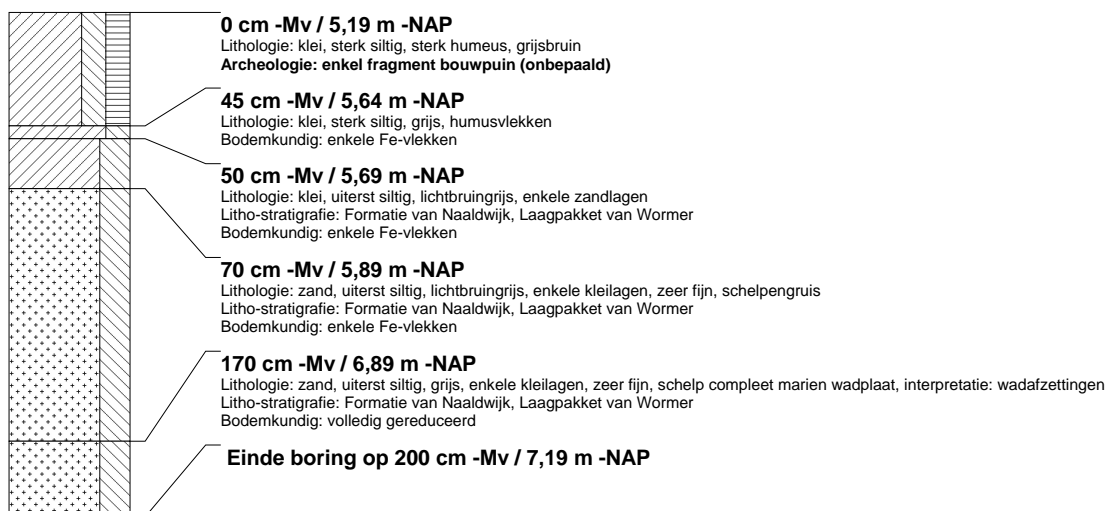 0 cm -Mv / 5,19 m -NAP
Lithologie: klei, sterk siltig, sterk humeus, grijsbruin
Archeologie: enkel fragment bouwpuin (onbepaald)
45 cm -Mv / 5,64 m -NAP
Lithologie: klei, sterk siltig, grijs, humusvlekken
Bodemkundig: enkele Fe-vlekken
50 cm -Mv / 5,69 m -NAP
Lithologie: klei, uiterst siltig, lichtbruingrijs, enkele zandlagen
Litho-stratigrafie: Formatie van Naaldwijk, Laagpakket van Wormer
Bodemkundig: enkele Fe-vlekken
70 cm -Mv / 5,89 m -NAP
Lithologie: zand, uiterst siltig, lichtbruingrijs, enkele kleilagen, zeer fijn, schelpengruis
Litho-stratigrafie: Formatie van Naaldwijk, Laagpakket van Wormer
Bodemkundig: enkele Fe-vlekken
170 cm -Mv / 6,89 m -NAP
Lithologie: zand, uiterst siltig, grijs, enkele kleilagen, zeer fijn, schelp compleet marien wadplaat, interpretatie: wadafzettingen
Litho-stratigrafie: Formatie van Naaldwijk, Laagpakket van Wormer
Bodemkundig: volledig gereduceerd
Einde boring op 200 cm -Mv / 7,19 m -NAP